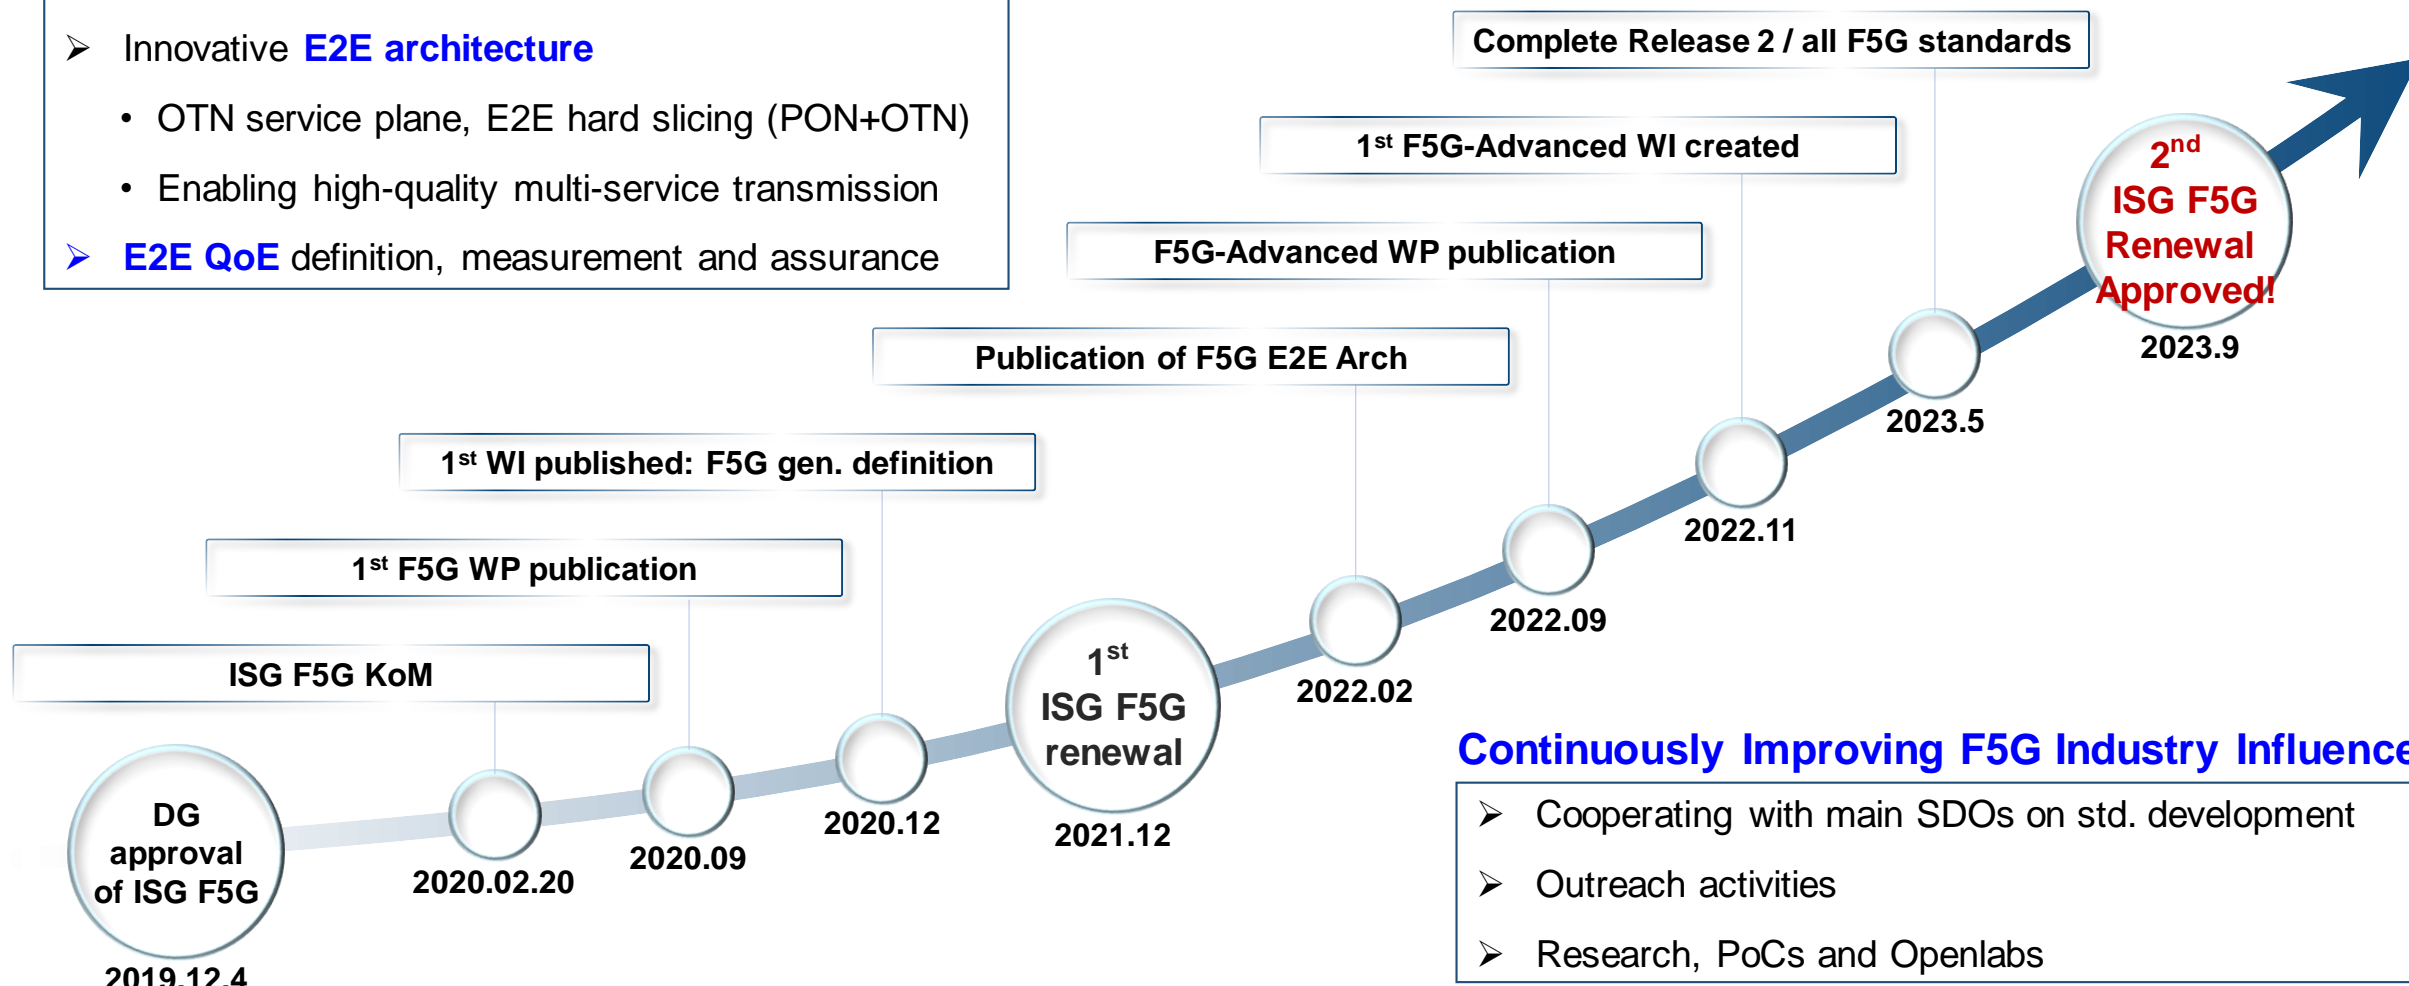 ➢ Innovative E2E architecture
• OTN service plane, E2E hard slicing (PON+OTN)
• Enabling high-quality multi-service transmission
➢ E2E QoE definition, measurement and assurance
Complete Release 2 / all F5G standards
1st F5G-Advanced WI created
F5G-Advanced WP publication
Publication of F5G E2E Arch
1st WI published: F5G gen. definition
1st F5G WP publication
ISG F5G KoM
DG
approval
of ISG F5G
2019.12.4
2020.02.20
2020.09
2020.12
1st
ISG F5G
renewal
2021.12
2022.02
2022.09
2022.11
2023.5
2nd
ISG F5G
Renewal
Approved!
2023.9
Continuously Improving F5G Industry Influence
➢ Cooperating with main SDOs on std. development
➢ Outreach activities
➢ Research, PoCs and Openlabs